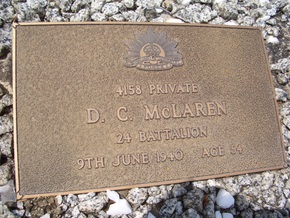 4158 PRIVATE
D. C. McLAREN
24 BATTALION
9TH JUNE 1940 AGE 54